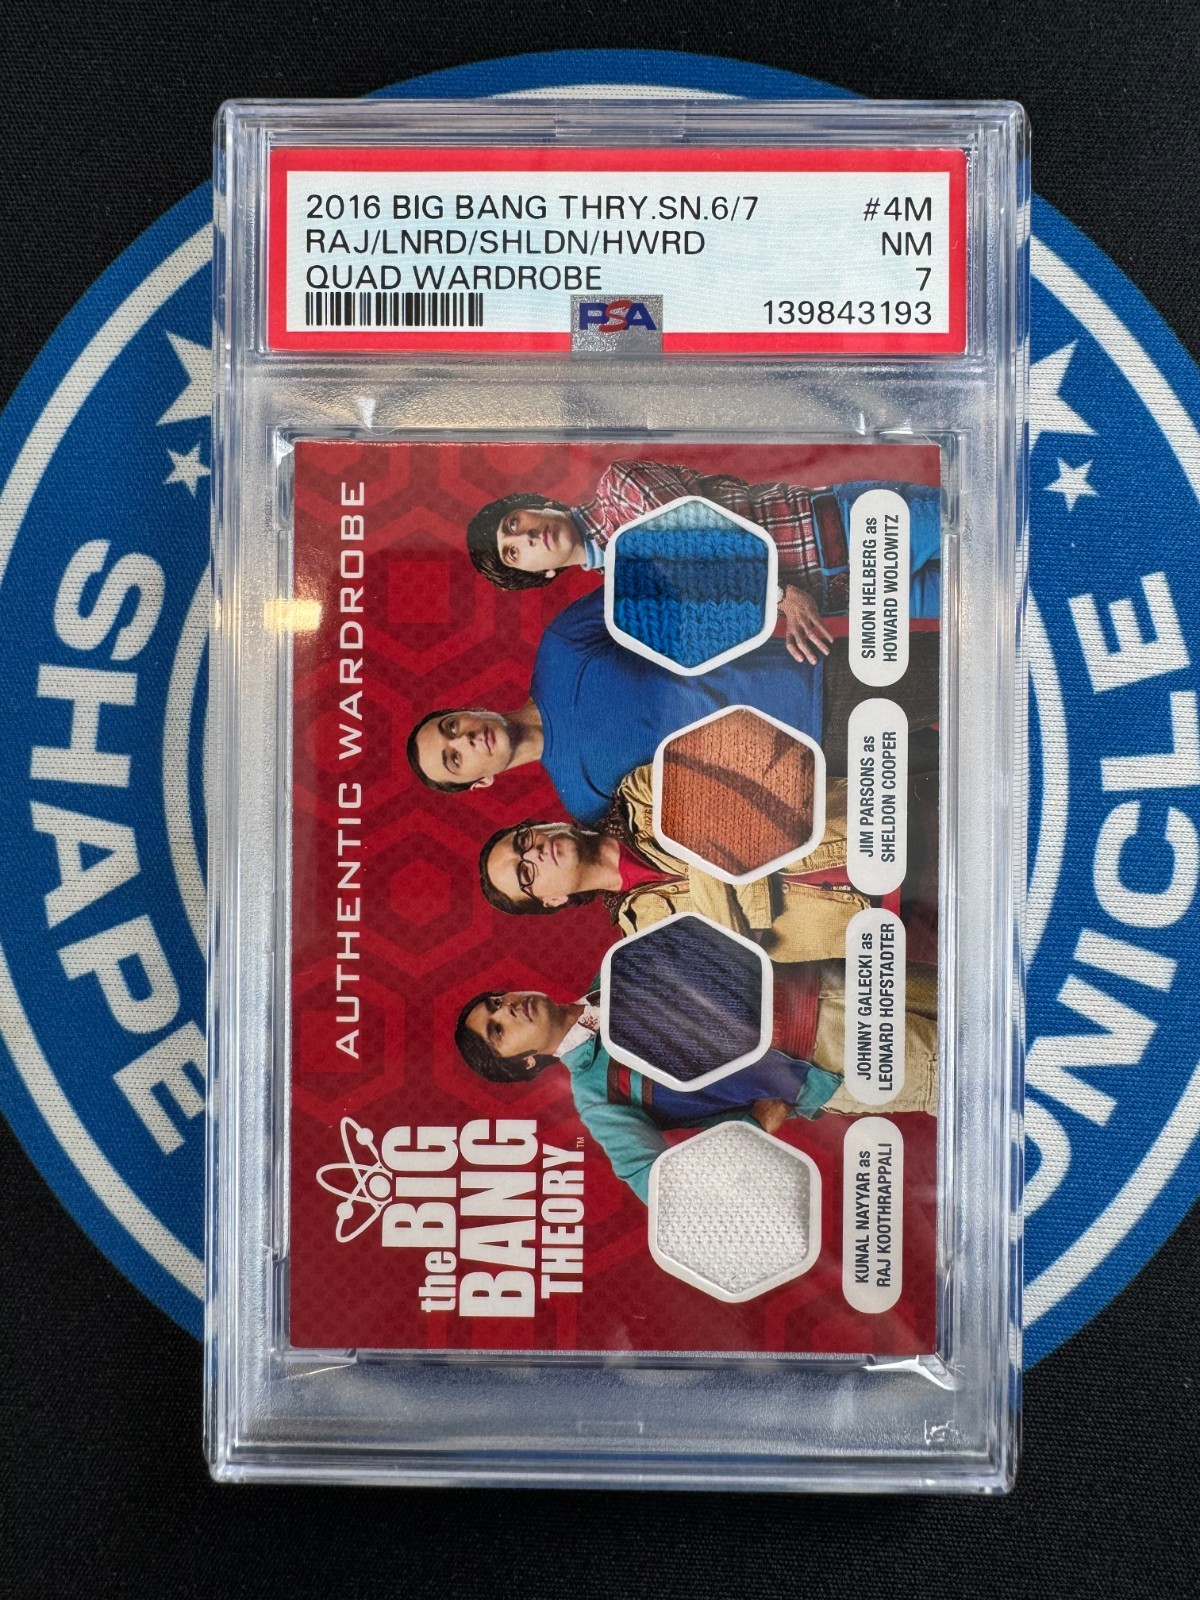 2016 BIG BANG THRY.SN.6/7 #4M
RAJ/LNRD/SHLDN/HWRD NM
QUAD WARDROBE 7
PSA 139843193
AUTHENTIC WARDROBE
the BIG
BANG
THEORY™
KUNAL NAYYAR as
RAJ KOOTHRAPPALI
JOHNNY GALECKI as
LEONARD HOFSTADTER
JIM PARSONS as
SHELDON COOPER
SIMON HELBERG as
HOWARD WOLOWITZ
SHAPE